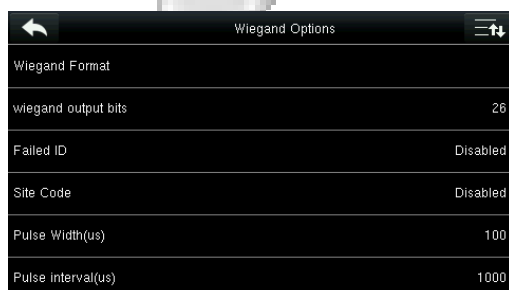 Wiegand Options
Wiegand Format
wiegand output bits 26
Failed ID Disabled
Site Code Disabled
Pulse Width(us) 100
Pulse interval(us) 1000